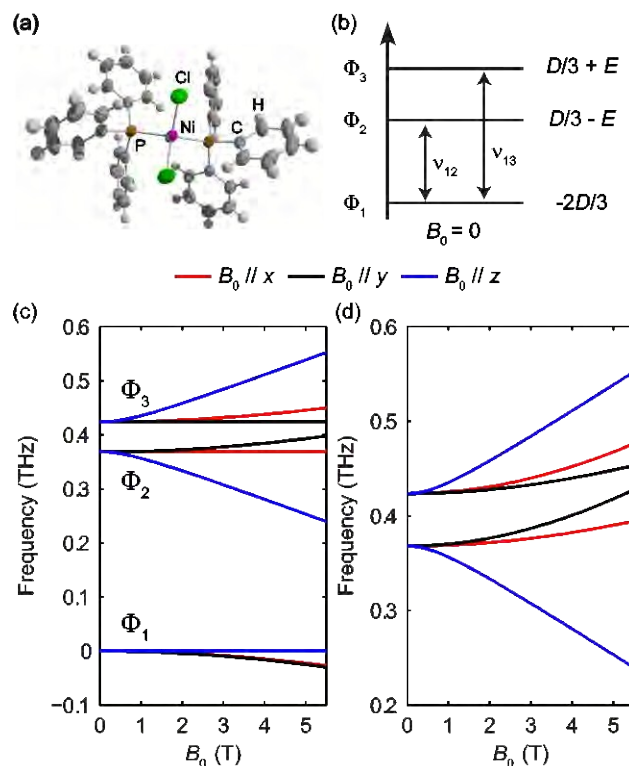 (a)
Cl
H
Ni
C
P
(b)
Φ3
D/3 + E
Φ2
D/3 - E
ν12
ν13
Φ1
-2D/3
B0 = 0
B0 // x
B0 // y
B0 // z
(c)
0.6
0.5
0.4
0.3
0.2
0.1
0
−0.1
Frequency (THz)
Φ3
Φ2
Φ1
0 1 2 3 4 5
B0 (T)
(d)
0.6
0.5
0.4
0.3
0.2
Frequency (THz)
0 1 2 3 4 5
B0 (T)